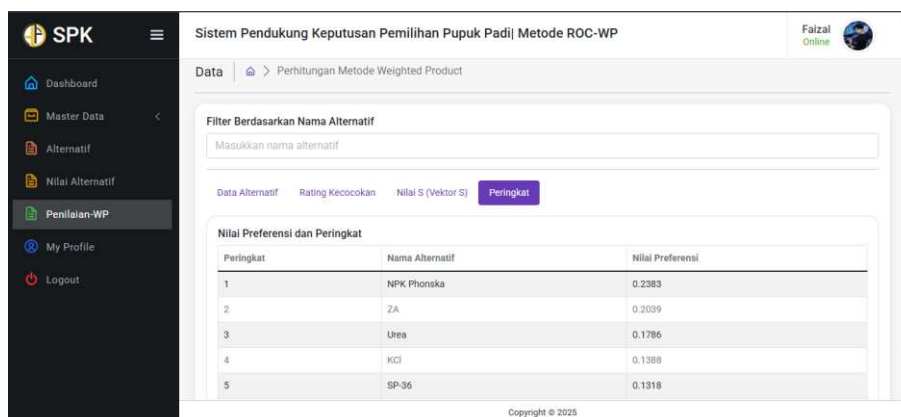 SPK
Sistem Pendukung Keputusan Pemilihan Pupuk Padi| Metode ROC-WP
Faizal
Online
Dashboard
Master Data
Alternatif
Nilai Alternatif
Penilaian-WP
My Profile
Logout
Data > Perhitungan Metode Weighted Product
Filter Berdasarkan Nama Alternatif
Masukkan nama alternatif
Data Alternatif Rating Kecocokan Nilai S (Vektor S) Peringkat
Nilai Preferensi dan Peringkat
Peringkat Nama Alternatif Nilai Preferensi
1 NPK Phonska 0.2383
2 ZA 0.2039
3 Urea 0.1786
4 KCl 0.1388
5 SP-36 0.1318
Copyright © 2025